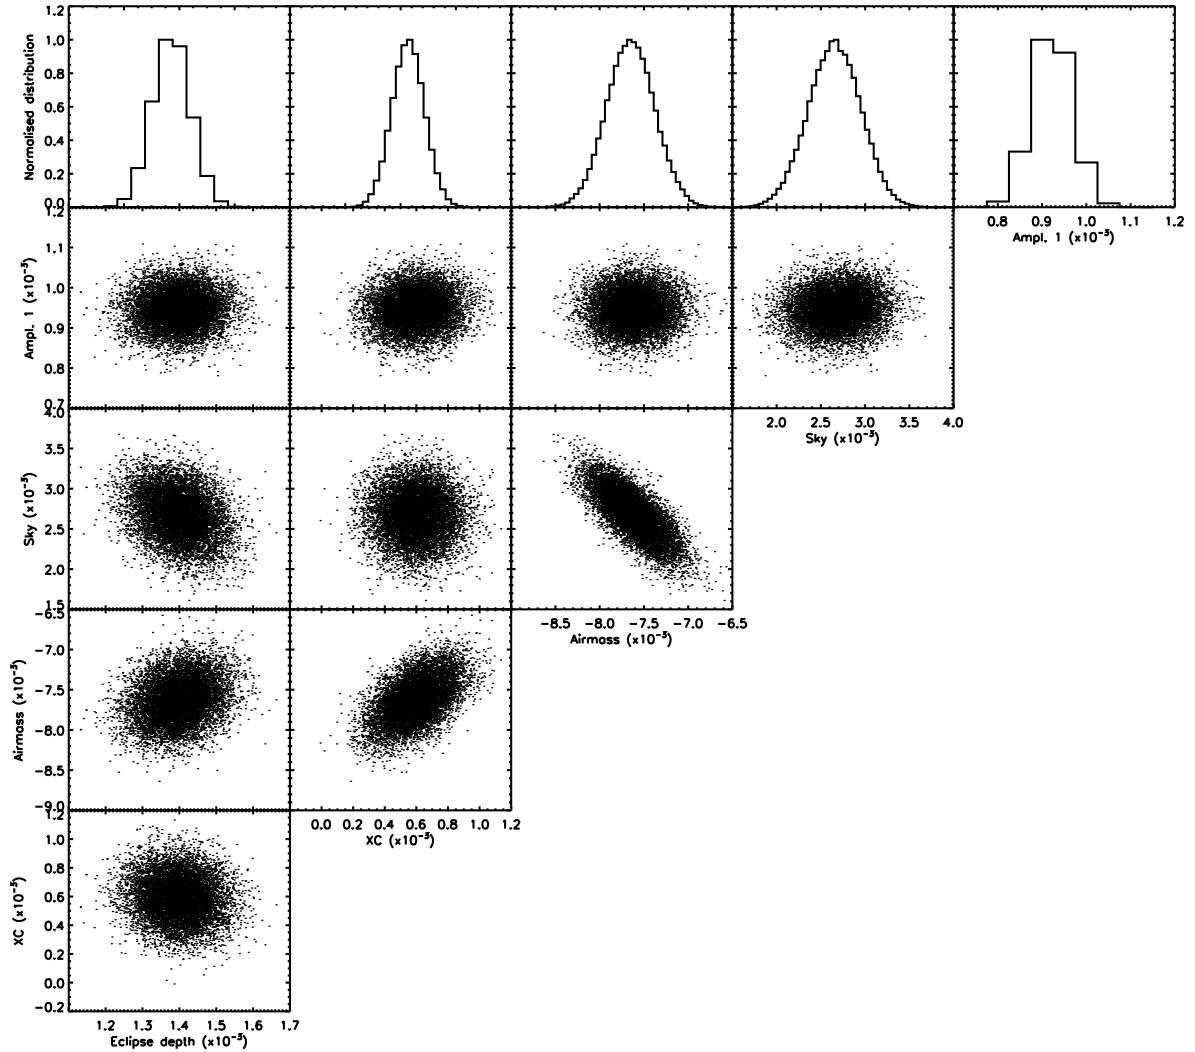 1.2
1.0
0.8
0.6
0.4
0.2
0.0
Normalised distribution
0.8 0.9 1.0 1.1 1.2
Ampl. 1 (x10⁻³)
1.2
1.1
1.0
0.9
0.8
0.7
Ampl. 1 (x10⁻³)
2.0 2.5 3.0 3.5 4.0
Sky (x10⁻³)
4.0
3.5
3.0
2.5
2.0
1.5
Sky (x10⁻³)
-8.5 -8.0 -7.5 -7.0 -6.5
Airmass (x10⁻³)
-6.5
-7.0
-7.5
-8.0
-8.5
-9.0
Airmass (x10⁻³)
0.0 0.2 0.4 0.6 0.8 1.0 1.2
XC (x10⁻³)
1.2
1.0
0.8
0.6
0.4
0.2
0.0
-0.2
XC (x10⁻³)
1.2 1.3 1.4 1.5 1.6 1.7
Eclipse depth (x10⁻³)